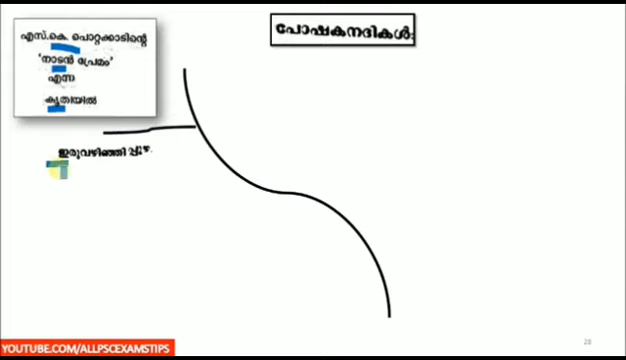 പോഷകനദികൾ:
എസ്.കെ. പൊറ്റക്കാടിന്റെ
'നാടൻ പ്രേമം'
എന്ന
കൃതിയിൽ
ഇരുവഴിഞ്ഞിപ്പുഴ.
YOUTUBE.COM/ALLPSCEXAMSTIPS
28